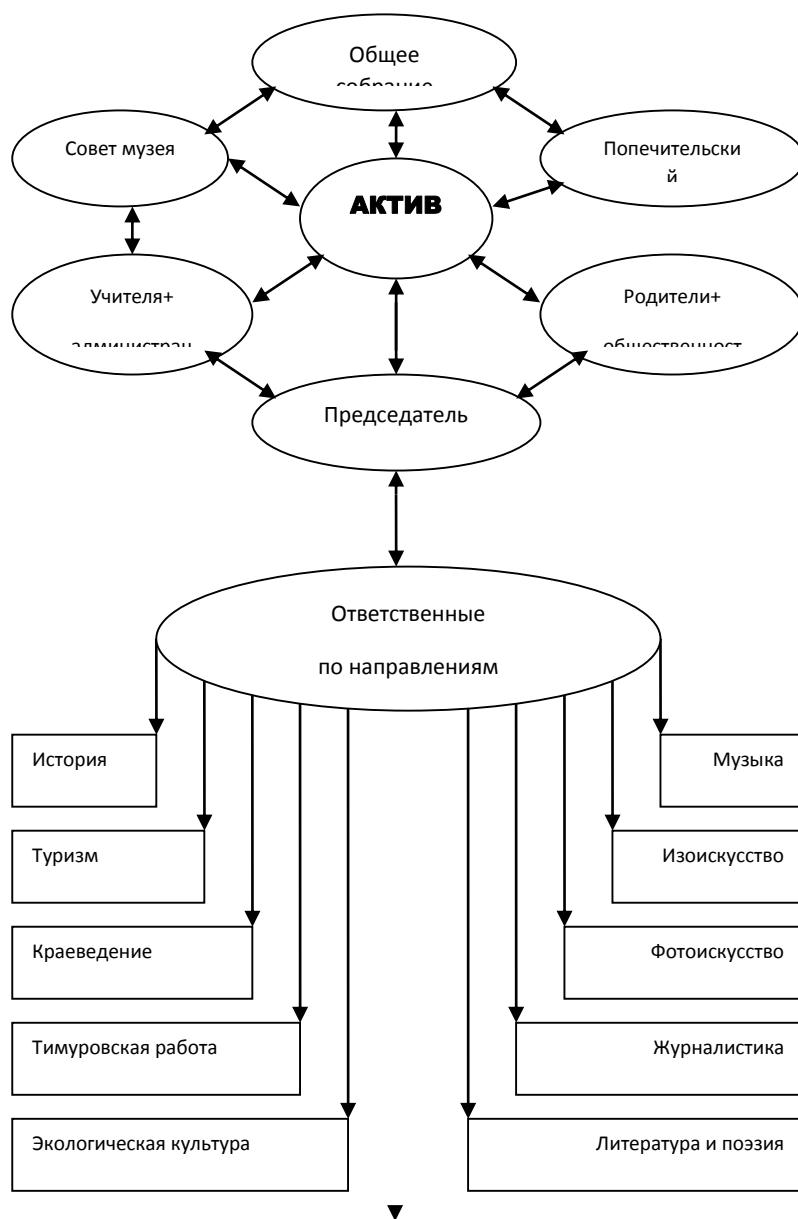 Общее
собрание
Совет музея
Попечительски
й
АКТИВ
Учителя+
Родители+
Председатель
Ответственные
по направлениям
История
Музыка
Туризм
Изоискусство
Краеведение
Фотоискусство
Тимуровская работа
Журналистика
Экологическая культура
Литература и поэзия